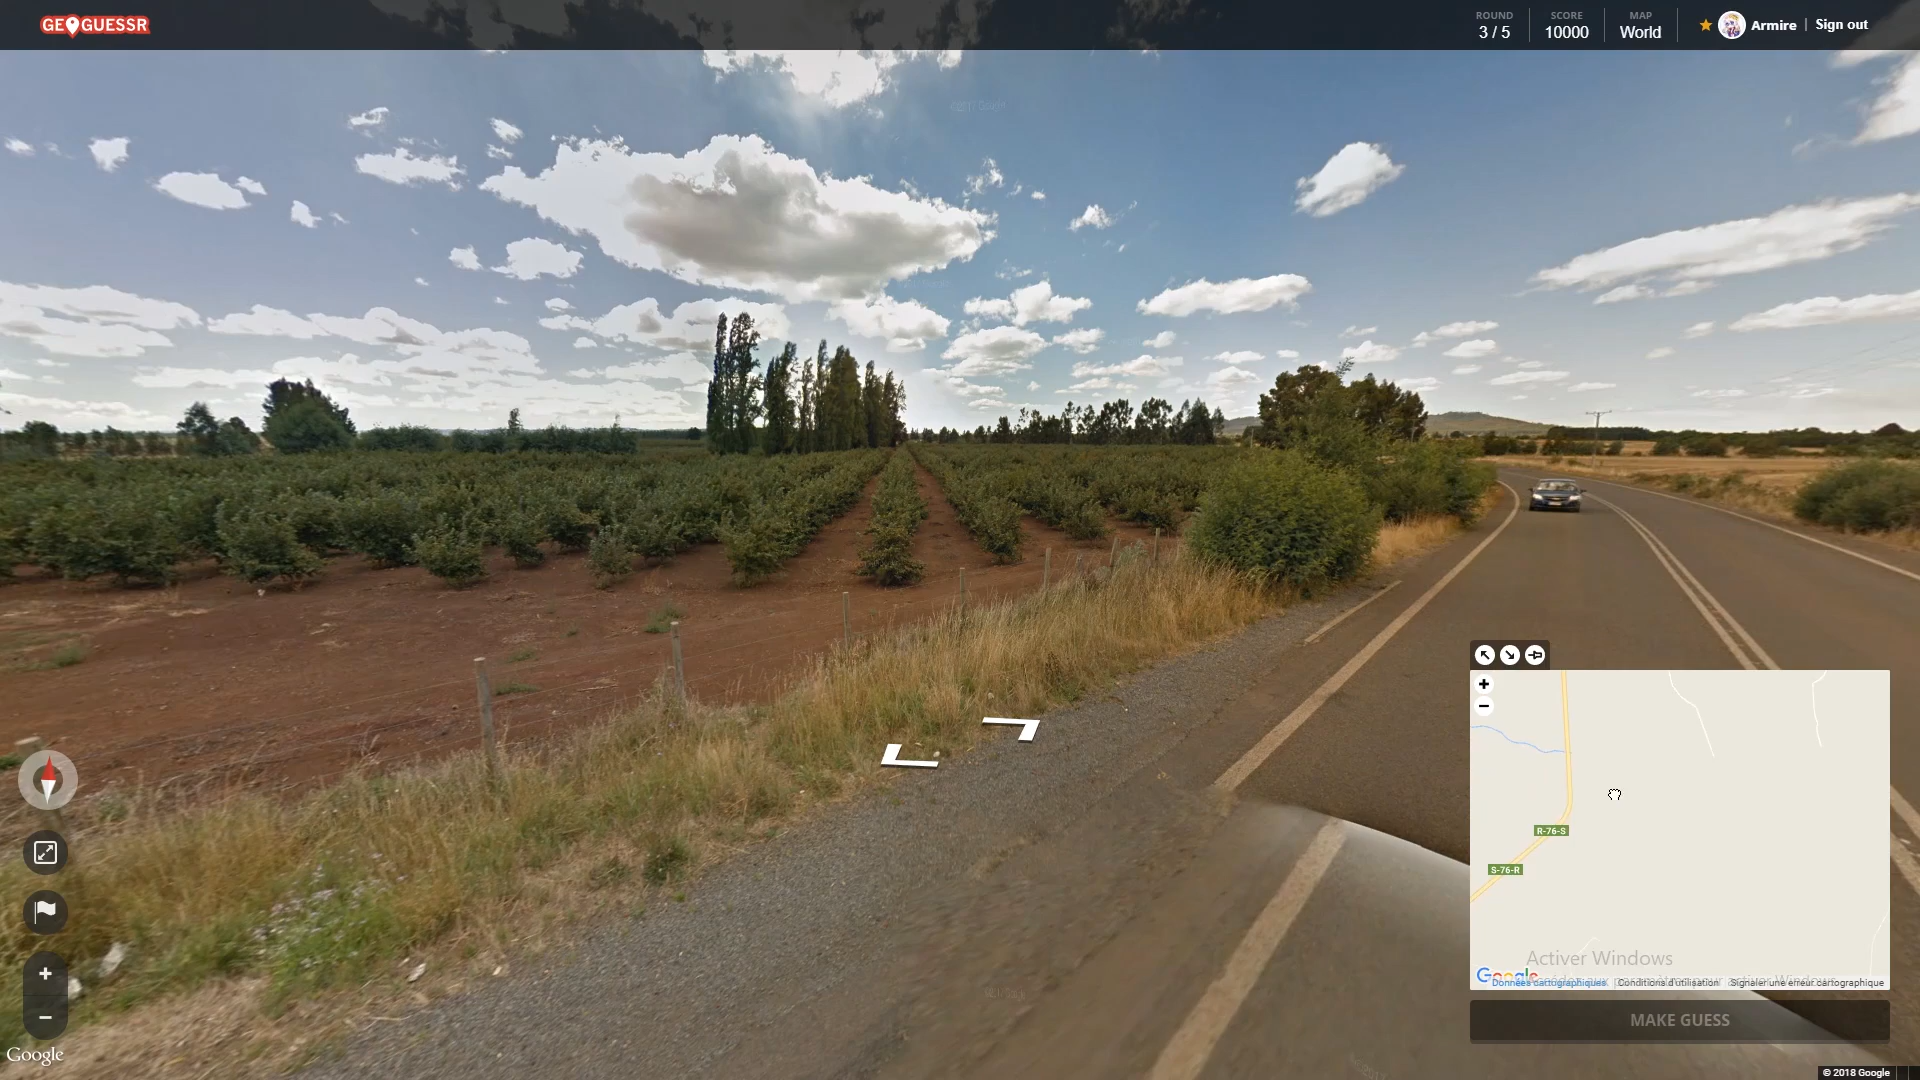 GEOGUESSR
ROUND
3 / 5
SCORE
10000
MAP
World
Armire
Sign out
R-76-S
S-76-R
Activer Windows
Google
Données cartographiques
Conditions d'utilisation
Signaler une erreur cartographique
MAKE GUESS
Google
© 2018 Google